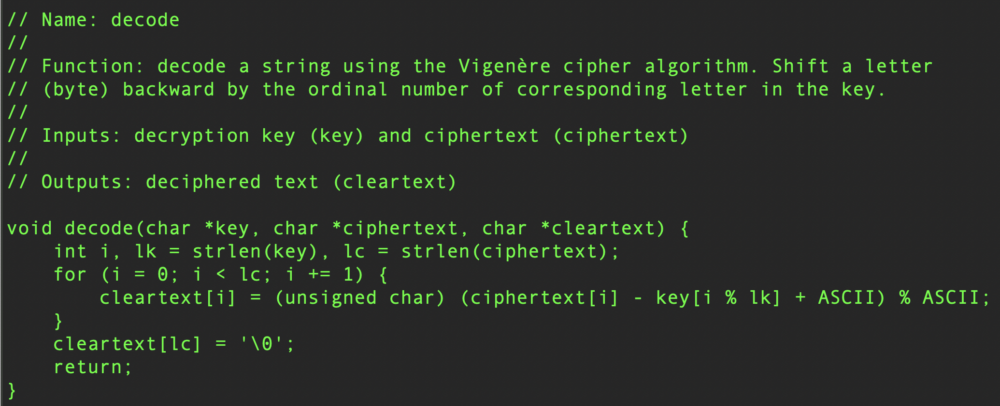 // Name: decode
//
// Function: decode a string using the Vigenère cipher algorithm. Shift a letter
// (byte) backward by the ordinal number of corresponding letter in the key.
//
// Inputs: decryption key (key) and ciphertext (ciphertext)
//
// Outputs: deciphered text (cleartext)

void decode(char *key, char *ciphertext, char *cleartext) {
    int i, lk = strlen(key), lc = strlen(ciphertext);
    for (i = 0; i < lc; i += 1) {
        cleartext[i] = (unsigned char) (ciphertext[i] - key[i % lk] + ASCII) % ASCII;
    }
    cleartext[lc] = '\0';
    return;
}